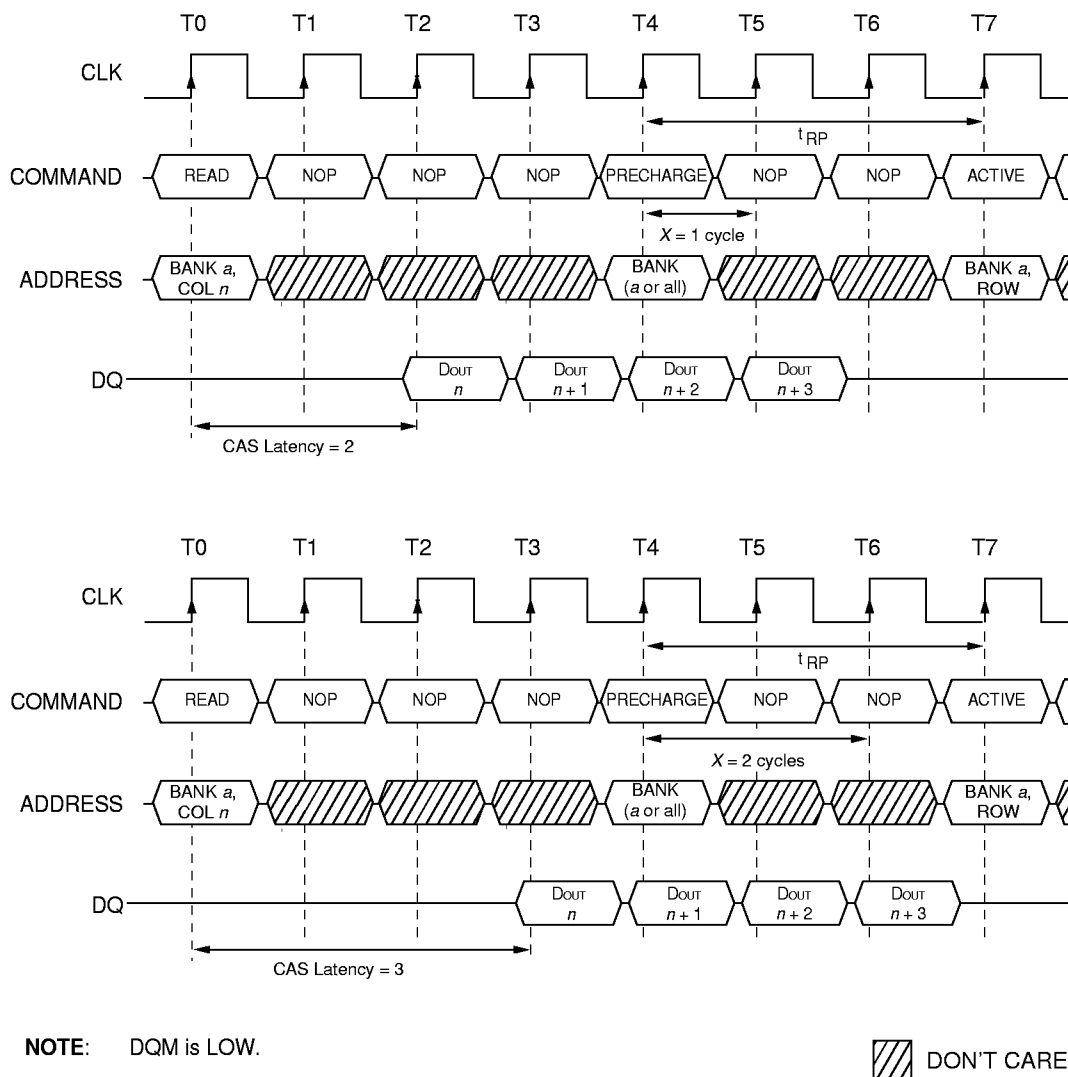 T0 T1 T2 T3 T4 T5 T6 T7
CLK
tRP
COMMAND READ NOP NOP NOP PRECHARGE NOP NOP ACTIVE
X = 1 cycle
ADDRESS BANK a, COL n BANK (a or all) BANK a, ROW
DQ DOUT n DOUT n + 1 DOUT n + 2 DOUT n + 3
CAS Latency = 2
T0 T1 T2 T3 T4 T5 T6 T7
CLK
tRP
COMMAND READ NOP NOP NOP PRECHARGE NOP NOP ACTIVE
X = 2 cycles
ADDRESS BANK a, COL n BANK (a or all) BANK a, ROW
DQ DOUT n DOUT n + 1 DOUT n + 2 DOUT n + 3
CAS Latency = 3
NOTE: DQM is LOW.
DON'T CARE